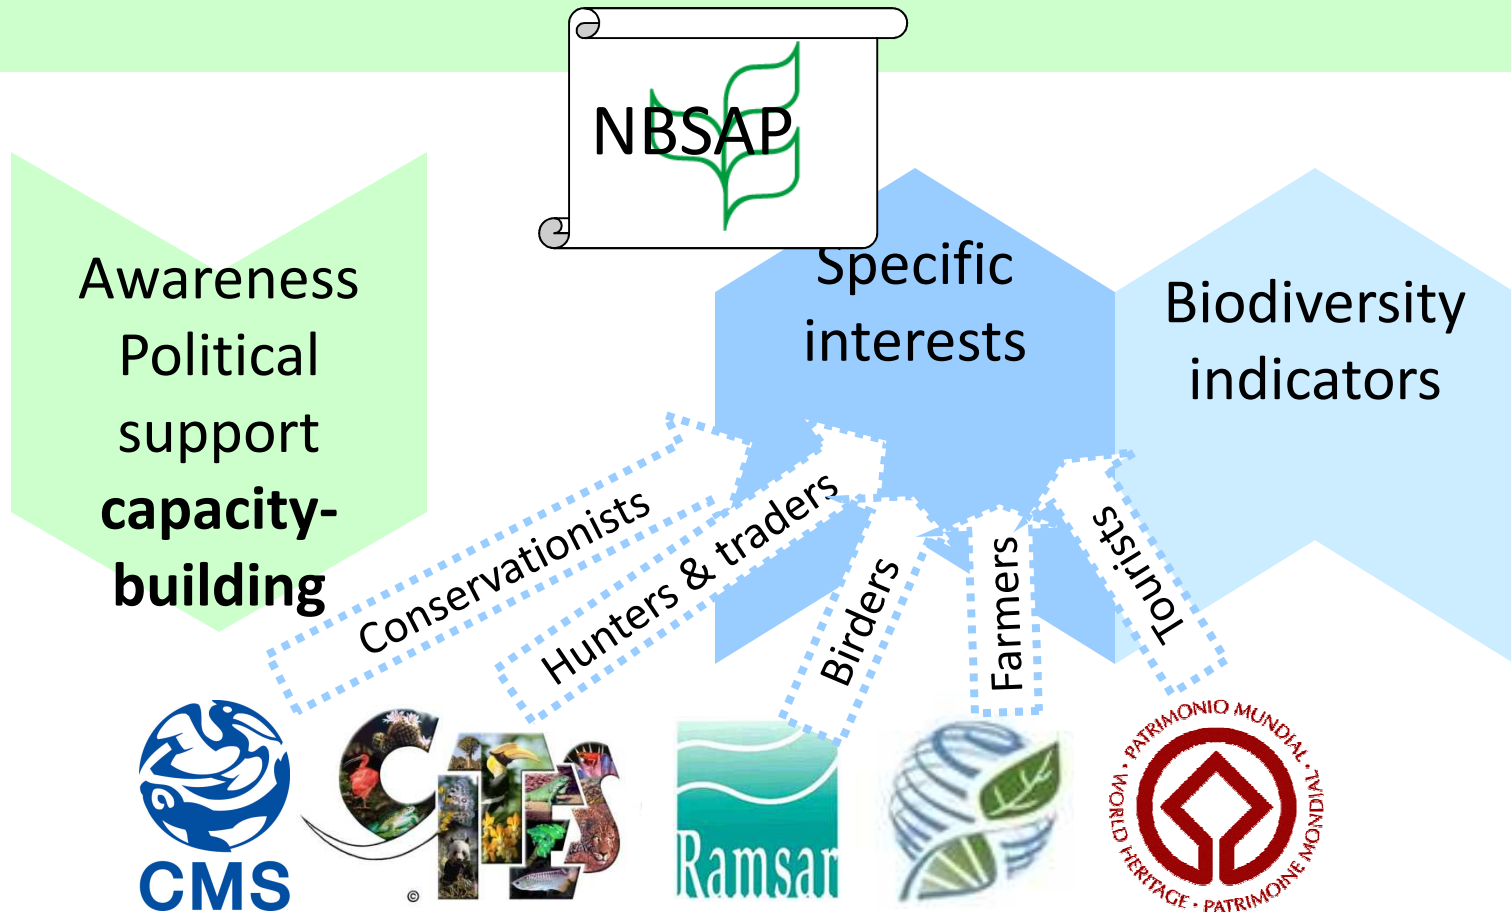 NBSAP
Awareness
Political
support
capacity-
building
Specific
interests
Biodiversity
indicators
Conservationists
Hunters & traders
Birders
Farmers
Tourists
CMS
CITES
©
Ramsar
PATRIMONIO MUNDIAL • WORLD HERITAGE • PATRIMOINE MONDIAL •